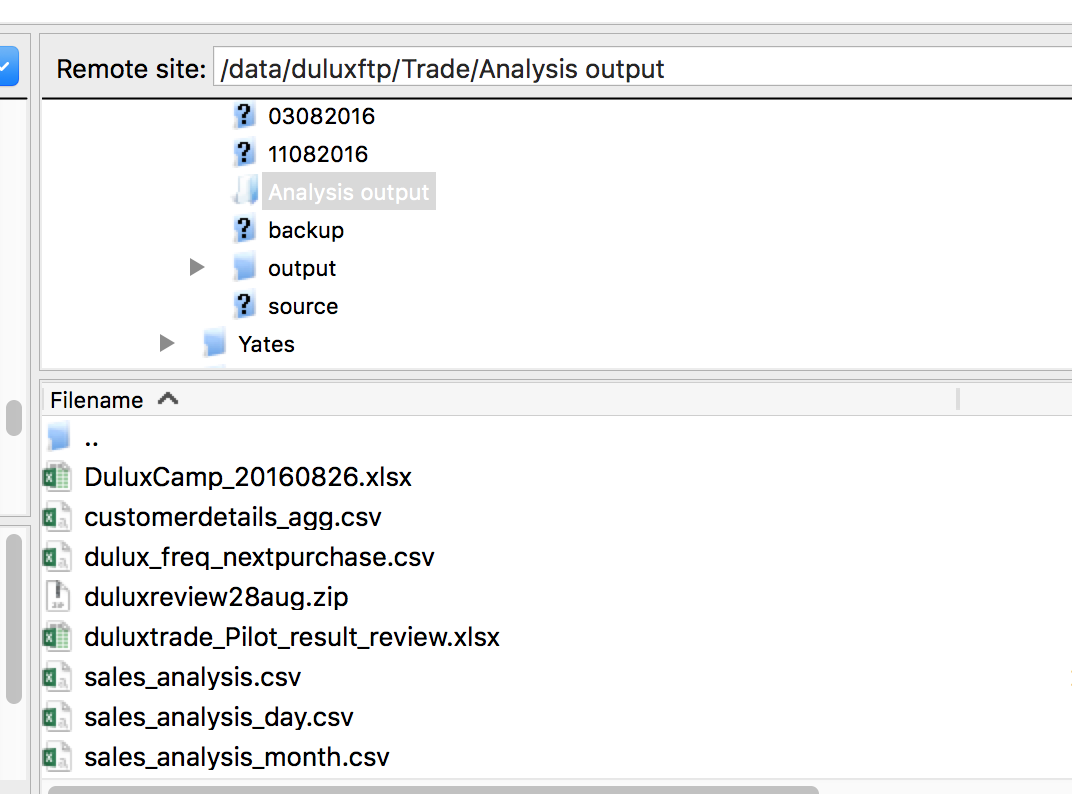 Remote site: /data/duluxftp/Trade/Analysis output
03082016
11082016
Analysis output
backup
output
source
Yates
Filename
..
DuluxCamp_20160826.xlsx
customerdetails_agg.csv
dulux_freq_nextpurchase.csv
duluxreview28aug.zip
duluxtrade_Pilot_result_review.xlsx
sales_analysis.csv
sales_analysis_day.csv
sales_analysis_month.csv